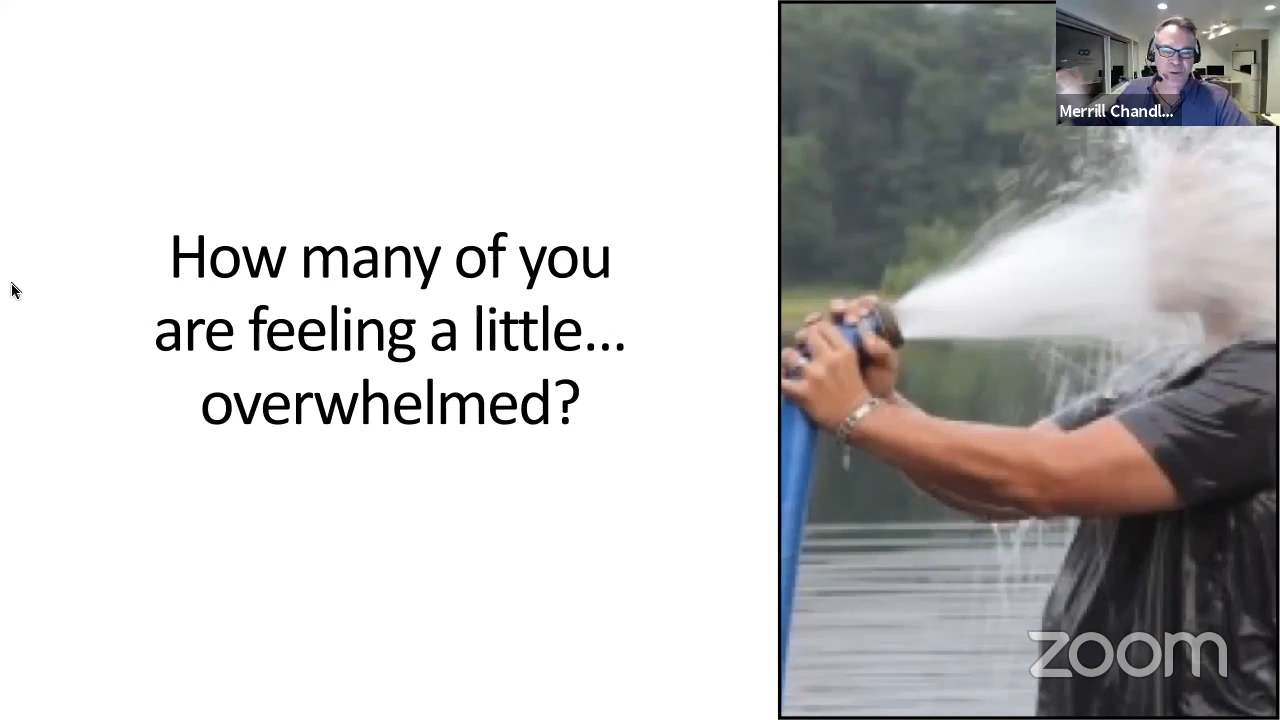 Merrill Chandl...
How many of you
are feeling a little...
overwhelmed?
zoom